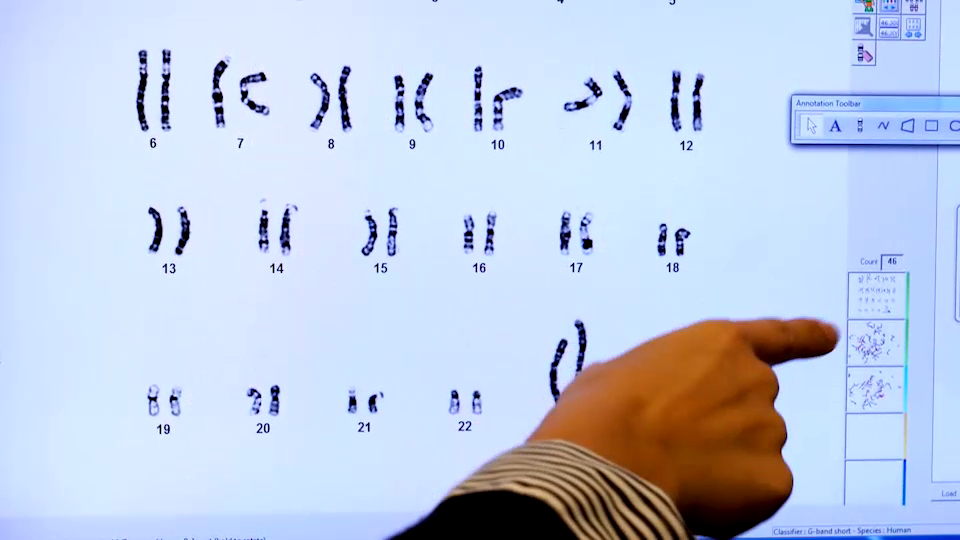 6 7 8 9 10 11 12
Annotation Toolbar
A
13 14 15 16 17 18
Count 46
19 20 21 22
Load
Classifier : G-band short - Species : Human